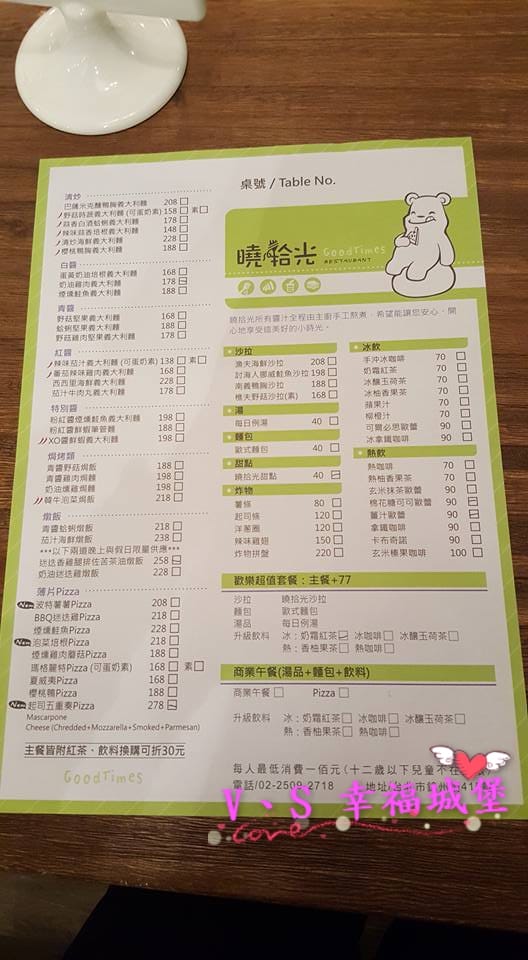 桌號 / Table No.
清炒
巴薩米克醋鴨胸義大利麵 208
野菇時蔬義大利麵 (可蛋奶素) 158 素
蒜香白酒蛤蜊義大利麵 178
辣味蒜香培根義大利麵 148
清炒海鮮義大利麵 228
櫻桃鴨胸義大利麵 188
白醬
蛋黃奶油培根義大利麵 168
奶油雞肉義大利麵 178
煙燻鮭魚義大利麵 188
青醬
野菇堅果義大利麵 168
蛤蜊堅果義大利麵 188
野雞堅果義大利麵 188
紅醬
辣味茄汁義大利麵 (可蛋奶素) 138 素
番茄辣味雞肉義大利麵 168
西西里海鮮義大利麵 228
茄汁牛肉丸義大利麵 178
特別醬
粉紅醬煙燻鮭魚義大利麵 198
粉紅醬鮮蝦筆管麵 188
XO醬鮮蝦義大利麵 198
焗烤類
青醬野菇焗飯 188
青醬雞肉焗麵 198
奶油燻雞焗麵 198
韓牛泡菜焗飯 218
燉飯
青醬蛤蜊燉飯 218
茄汁海鮮燉飯 238
***以下兩道晚上與假日限量供應***
迷迭香雞腿排佐苦茶油燉飯 258
奶油迷迭雞燉飯 228
薄片Pizza
New 波特薯薯Pizza 208
BBQ迷迭雞Pizza 218
煙燻鮭魚Pizza 228
New 泡菜培根Pizza 218
煙燻雞肉蘑菇Pizza 188
瑪格麗特Pizza (可蛋奶素) 168 素
夏威夷Pizza 168
櫻桃鴨Pizza 188
New 起司五重奏Pizza 278
Mascarpone
Cheese (Chredded+Mozzarella+Smoked+Parmesan)
主餐皆附紅茶、飲料換購可折30元
GoodTimes
曉拾光 GoodTimes
RESTAURANT
曉拾光所有醬汁全程由主廚手工熬煮，希望能讓您安心、開
心地享受這美好的小時光。
沙拉
漁夫海鮮沙拉 208
討海人挪威鮭魚沙拉 198
南義鴨胸沙拉 188
樵夫野菇沙拉(素) 168
湯
每日例湯 40
麵包
歐式麵包 40
甜點
曉拾光甜點 40
炸物
薯條 80
起司條 120
洋蔥圈 120
辣味雞翅 150
炸物拼盤 220
冰飲
手沖冰咖啡 70
奶霜紅茶 70
冰釀玉荷茶 70
冰柚香果茶 70
蘋果汁 70
柳橙汁 70
可爾必思歐蕾 90
冰拿鐵咖啡 90
熱飲
熱咖啡 70
熱柚香果茶 70
玄米抹茶歐蕾 90
棉花糖可可歐蕾 90
薑汁歐蕾 90
拿鐵咖啡 90
卡布奇諾 90
玄米榛果咖啡 100
歡樂超值套餐：主餐+77
沙拉 曉拾光沙拉
麵包 歐式麵包
湯品 每日例湯
升級飲料 冰：奶霜紅茶 冰咖啡 冰釀玉荷茶
熱：香柚果茶 熱咖啡
商業午餐(湯品+麵包+飲料)
商業午餐 Pizza
升級飲料 冰：奶霜紅茶 冰咖啡 冰釀玉荷茶
熱：香柚果茶 熱咖啡
每人最低消費一佰元(十二歲以下兒童不在
電話/02-2509-2718 地址/台北市錦州街41
V、S 幸福城堡
Love